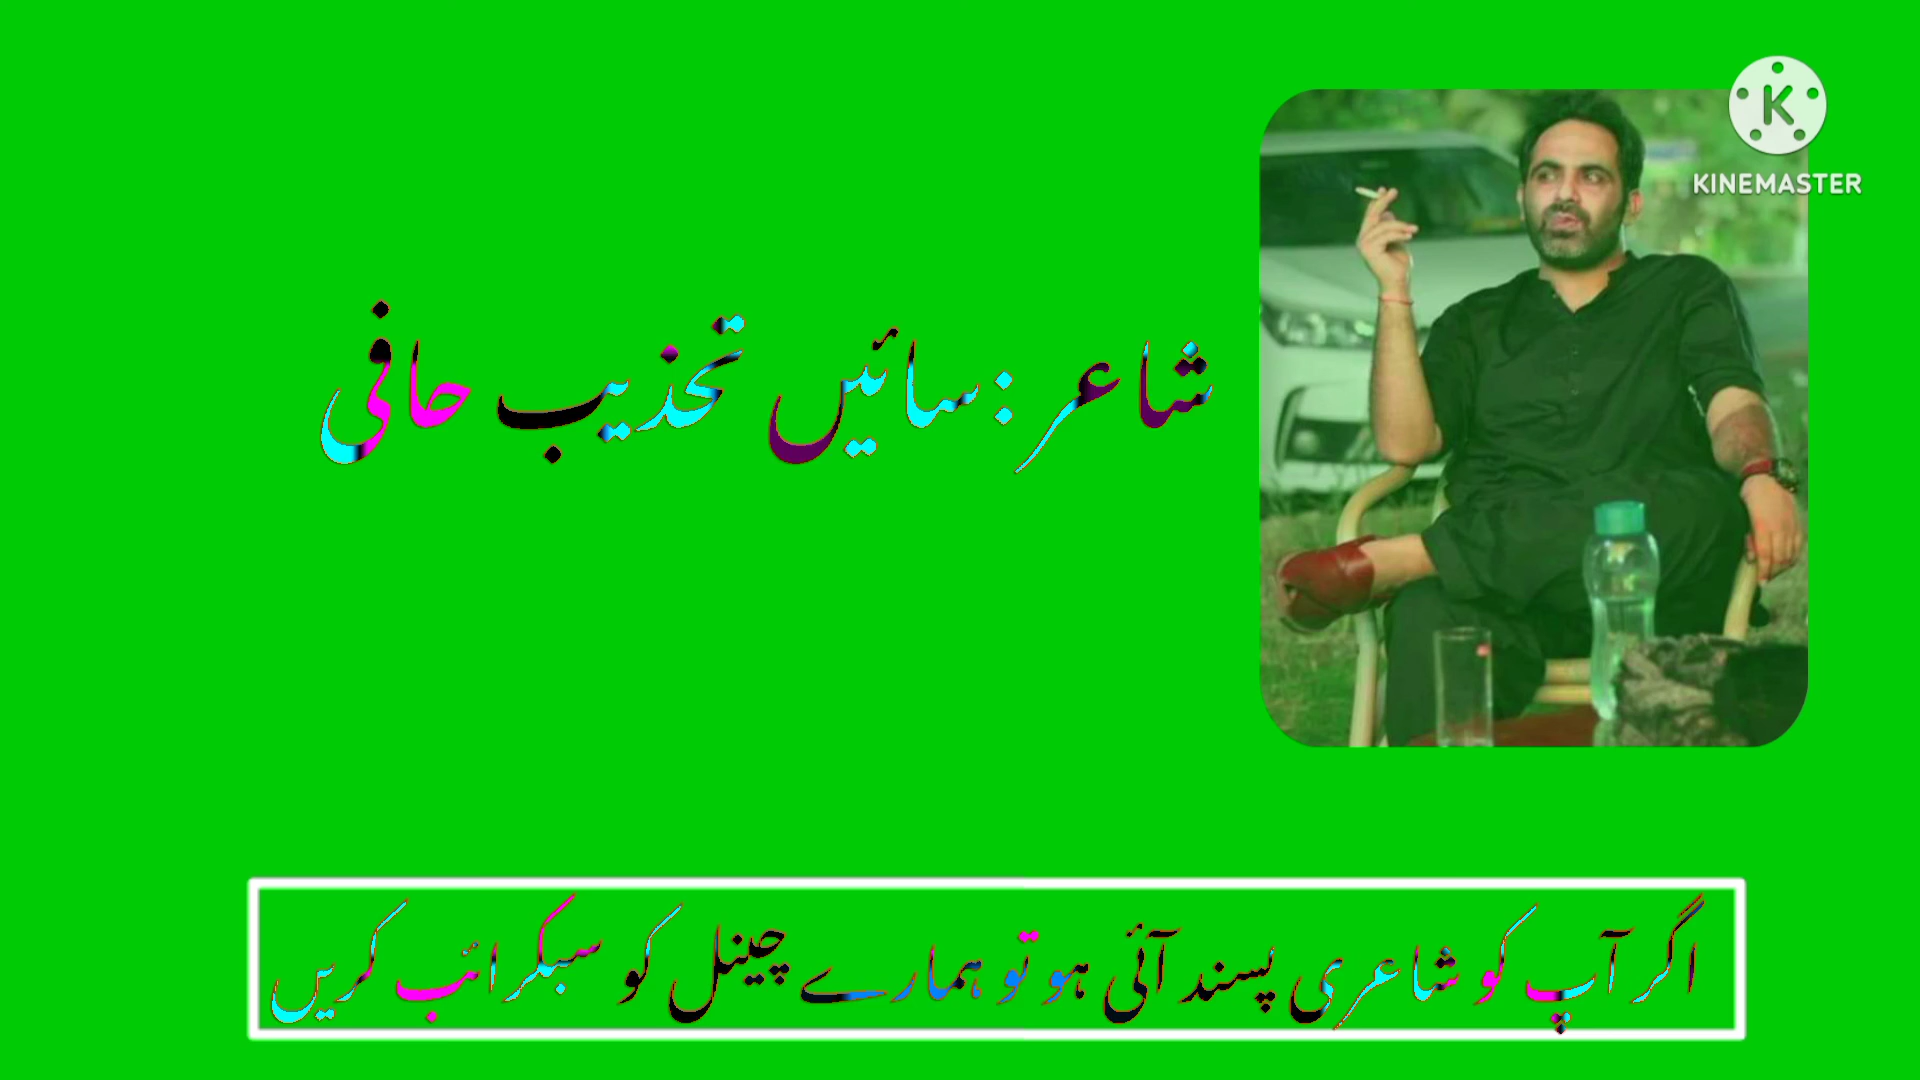 KINEMASTER
شاعر : سائیں تحذیب حافی
اگر آپ کو شاعری پسند آئی ہو تو ہمارے چینل کو سبکرائب کریں